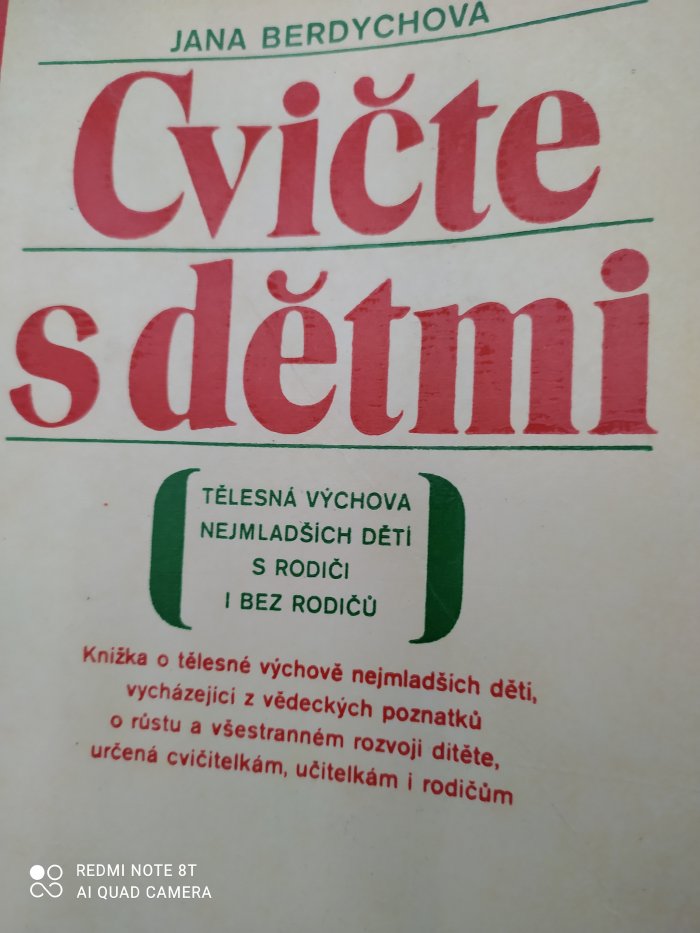 JANA BERDYCHOVÁ
Cvičte
s dětmi
TĚLESNÁ VÝCHOVA
NEJMLADŠÍCH DĚTÍ
S RODIČI
I BEZ RODIČŮ
Knížka o tělesné výchově nejmladších dětí,
vycházející z vědeckých poznatků
o růstu a všestranném rozvoji dítěte,
určená cvičitelkám, učitelkám i rodičům
REDMI NOTE 8T
AI QUAD CAMERA